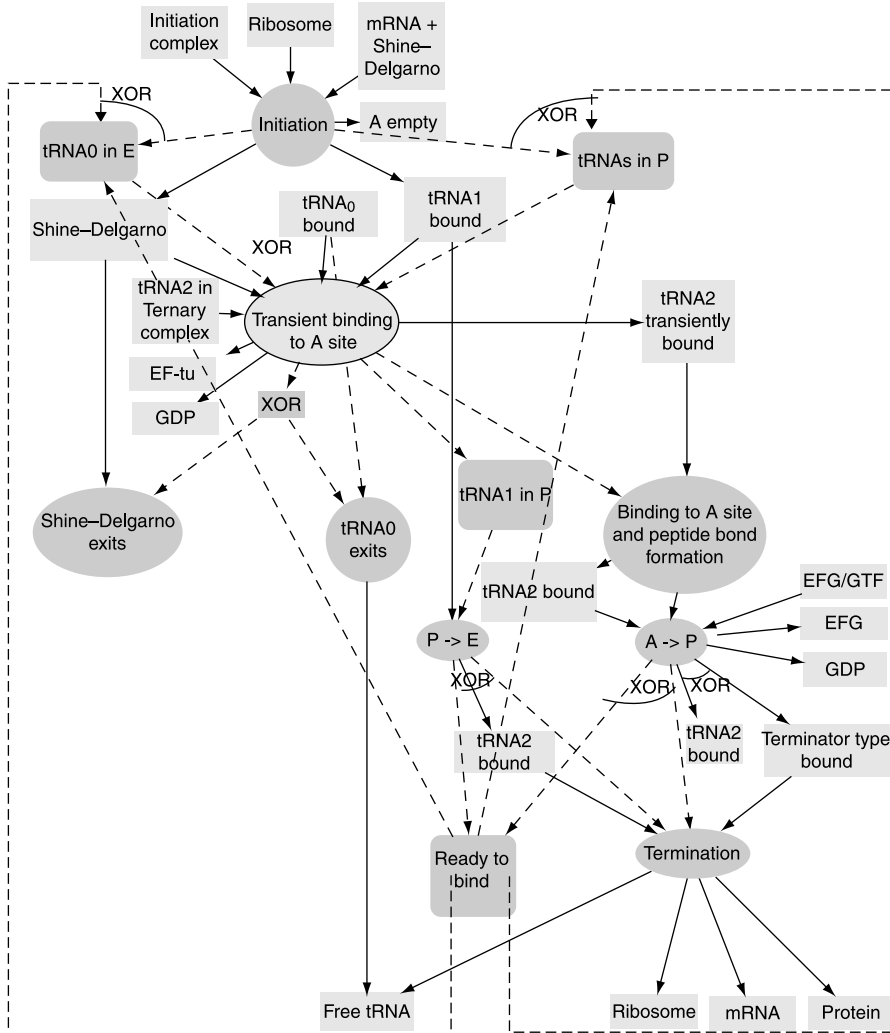 Initiation
complex
Ribosome
mRNA +
Shine–
Delgarno
XOR
Initiation
A empty
XOR
tRNA0 in E
tRNAs in P
Shine–Delgarno
tRNA0
bound
tRNA1
bound
XOR
tRNA2 in
Ternary
complex
Transient binding
to A site
tRNA2
transiently
bound
EF-tu
GDP
XOR
tRNA1 in P
Shine–Delgarno
exits
tRNA0
exits
Binding to A site
and peptide bond
formation
tRNA2 bound
EFG/GTF
EFG
GDP
P -> E
A -> P
XOR
XOR
XOR
tRNA2
bound
tRNA2
bound
Terminator type
bound
Ready to
bind
Termination
Free tRNA
Ribosome
mRNA
Protein